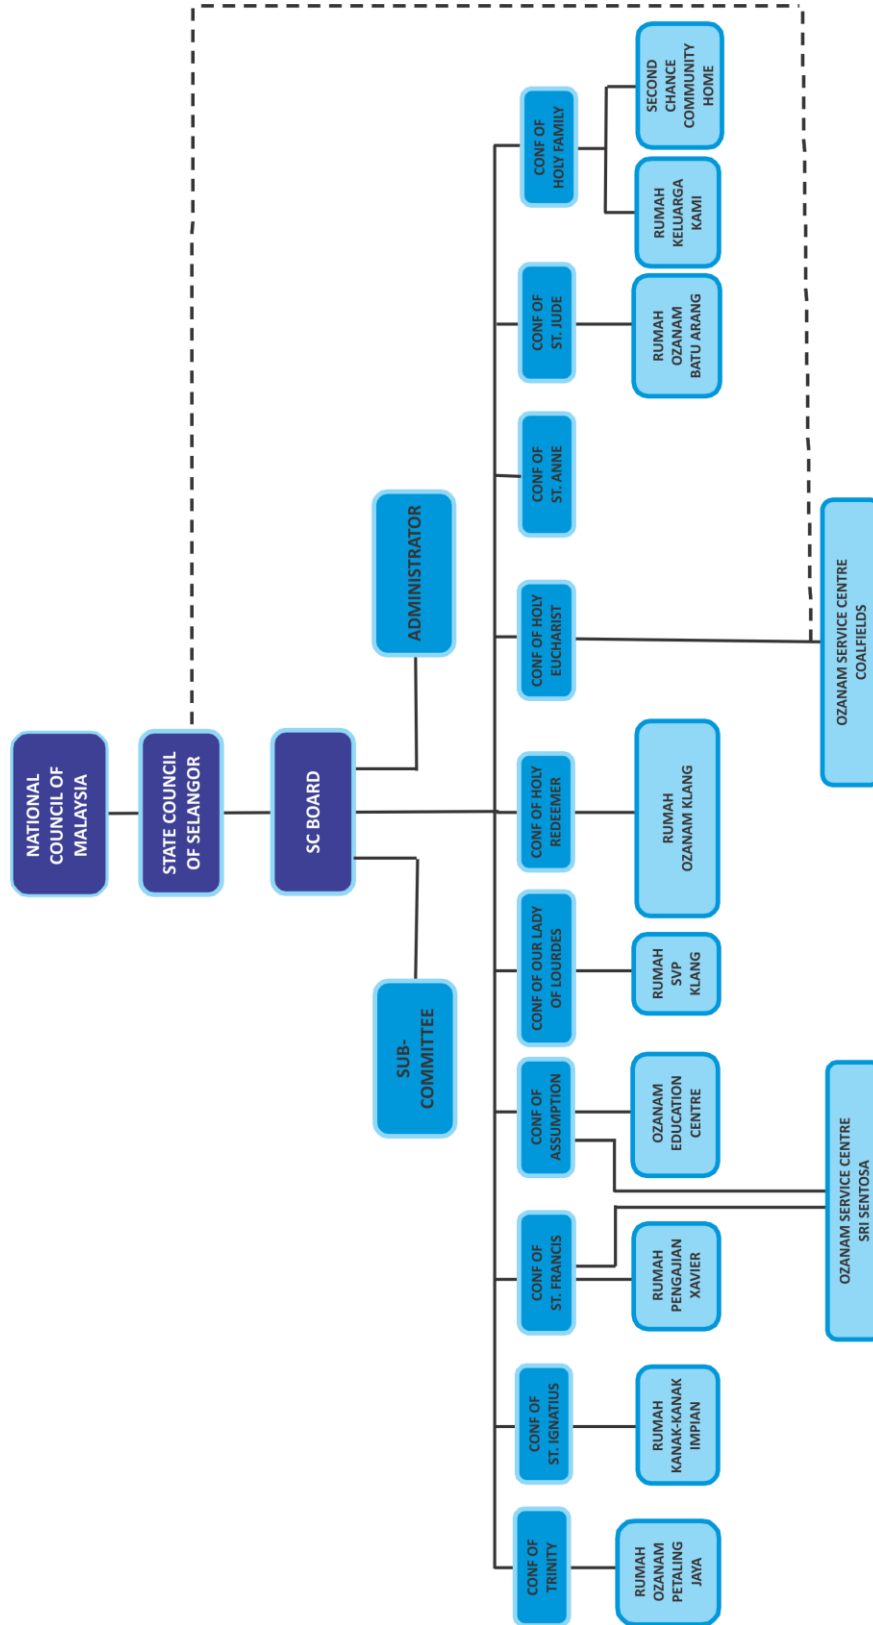 NATIONAL
COUNCIL OF
MALAYSIA
STATE COUNCIL
OF SELANGOR
SC BOARD
SUB-
COMMITTEE
ADMINISTRATOR
CONF OF
TRINITY
CONF OF
ST. IGNATIUS
CONF OF
ST. FRANCIS
CONF OF
ASSUMPTION
CONF OF OUR LADY
OF LOURDES
CONF OF HOLY
REDEEMER
CONF OF HOLY
EUCHARIST
CONF OF
ST. ANNE
CONF OF
ST. JUDE
CONF OF
HOLY FAMILY
RUMAH
OZANAM
PETALING
JAYA
RUMAH
KANAK-KANAK
IMPIAN
RUMAH
PENGAJIAN
XAVIER
OZANAM
EDUCATION
CENTRE
RUMAH
SVP
KLANG
RUMAH
OZANAM KLANG
RUMAH
OZANAM
BATU ARANG
RUMAH
KELUARGA
KAMI
SECOND
CHANCE
COMMUNITY
HOME
OZANAM SERVICE CENTRE
SRI SENTOSA
OZANAM SERVICE CENTRE
COALFIELDS